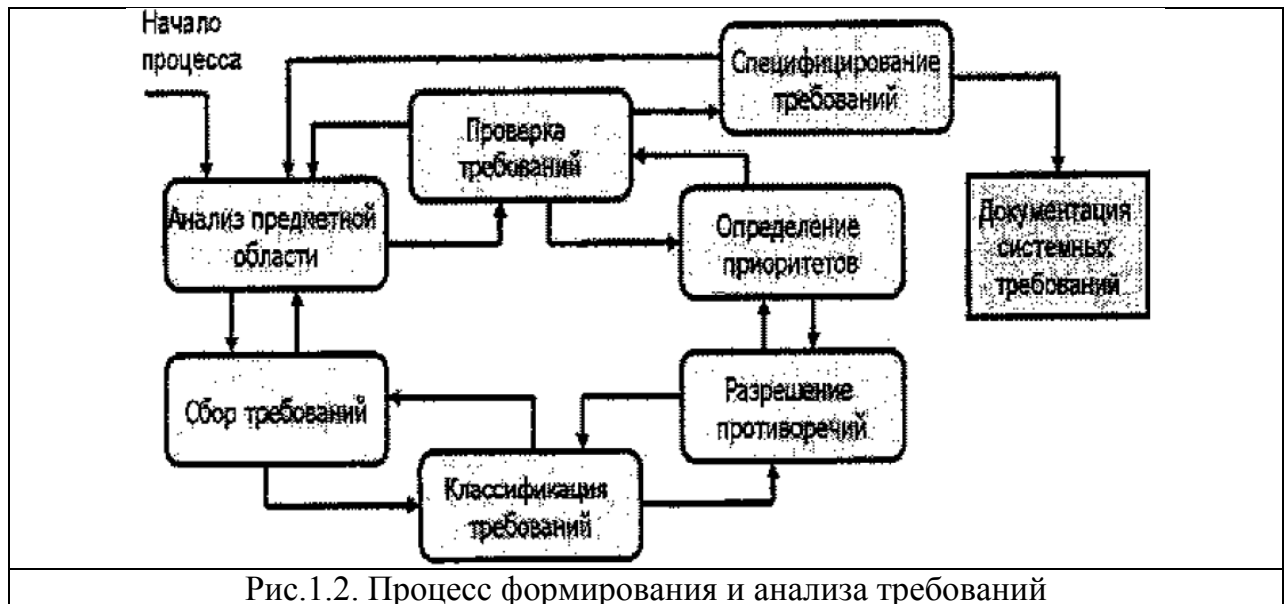 Начало
процесса
Спецификация
требований
Проверка
требований
Анализ предметной
области
Определение
приоритетов
Документация
системных
требований
Сбор требований
Разрешение
противоречий
Классификация
требований
Рис.1.2. Процесс формирования и анализа требований